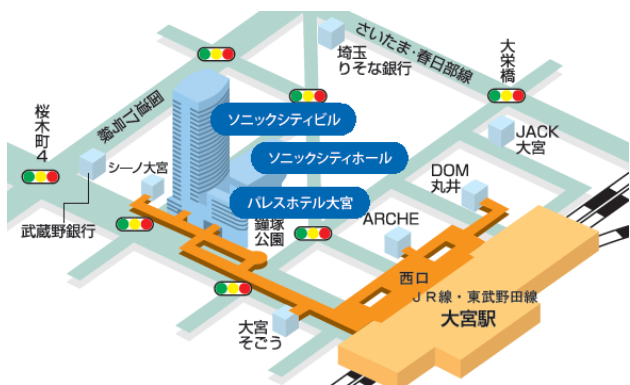 さいたま・春日部線
埼玉
りそな銀行
大栄橋
国道17号線
桜木町4
ソニックシティビル
JACK
大宮
ソニックシティホール
シーノ大宮
DOM
丸井
パレスホテル大宮
武蔵野銀行
鐘塚
公園
ARCHE
西口
JR線・東武野田線
大宮駅
大宮
そごう